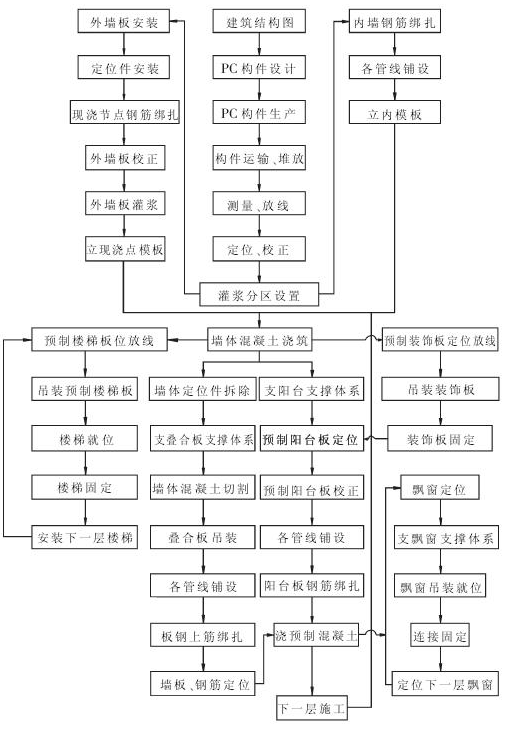 外墙板安装
建筑结构图
内墙钢筋绑扎
定位件安装
PC构件设计
各管线铺设
现浇节点钢筋绑扎
PC构件生产
立内模板
外墙板校正
构件运输、堆放
外墙板灌浆
测量、放线
立现浇点模板
定位、校正
灌浆分区设置
预制楼梯板位放线
墙体混凝土浇筑
预制装饰板定位放线
吊装预制楼梯板
墙体定位件拆除
支阳台支撑体系
吊装装饰板
楼梯就位
支叠合板支撑体系
预制阳台板定位
装饰板固定
楼梯固定
墙体混凝土切割
预制阳台板校正
飘窗定位
安装下一层楼梯
叠合板吊装
各管线铺设
支飘窗支撑体系
各管线铺设
阳台板钢筋绑扎
飘窗吊装就位
板钢上筋绑扎
浇预制混凝土
连接固定
墙板、钢筋定位
定位下一层飘窗
下一层施工